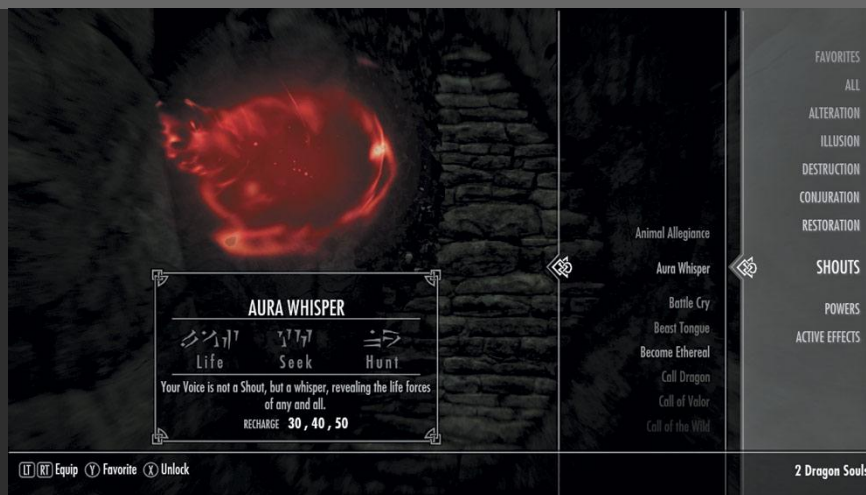 FAVORITES
ALL
ALTERATION
ILLUSION
DESTRUCTION
CONJURATION
RESTORATION
SHOUTS
POWERS
ACTIVE EFFECTS
Animal Allegiance
Aura Whisper
Battle Cry
Beast Tongue
Become Ethereal
Call Dragon
Call of Valor
Call of the Wild
AURA WHISPER
Life Seek Hunt
Your Voice is not a Shout, but a whisper, revealing the life forces
of any and all.
RECHARGE 30 , 40 , 50
LT RT Equip Y Favorite X Unlock
2 Dragon Souls